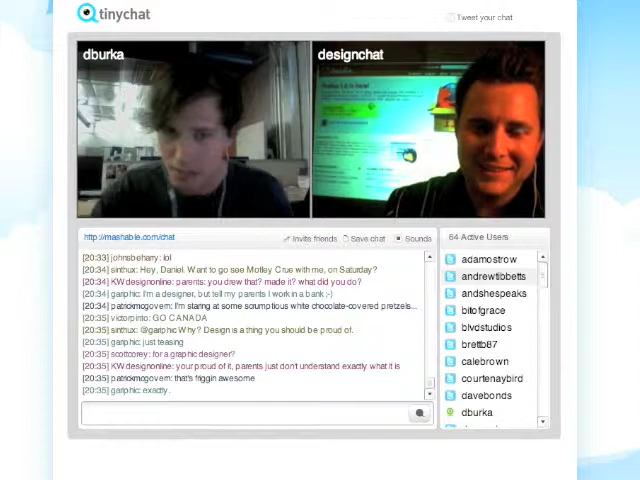 tinychat
Tweet your chat
dburka
designchat
http://mashable.com/chat
Invite friends
Save chat
Sounds
64 Active Users
[20:33] johnsbehany: lol
[20:34] sinthux: Hey, Daniel. Want to go see Motley Crue with me, on Saturday?
[20:34] KWdesignonline: parents: you drew that? made it? what did you do?
[20:34] gariphic: I'm a designer, but tell my parents I work in a bank ;-)
[20:34] patrickmcgovern: I'm staring at some scrumptious white chocolate-covered pretzels...
[20:35] victorpinto: GO CANADA
[20:35] sinthux: @gariphic Why? Design is a thing you should be proud of.
[20:35] gariphic: just teasing
[20:35] scottcorey: for a graphic designer?
[20:35] KWdesignonline: your proud of it, parents just don't understand exactly what it is
[20:35] patrickmcgovern: that's friggin awesome
[20:35] gariphic: exactly.
adamostrow
andrewtibbetts
andshespeaks
bitofgrace
blvdstudios
brettb87
calebrown
courtenaybird
davebonds
dburka